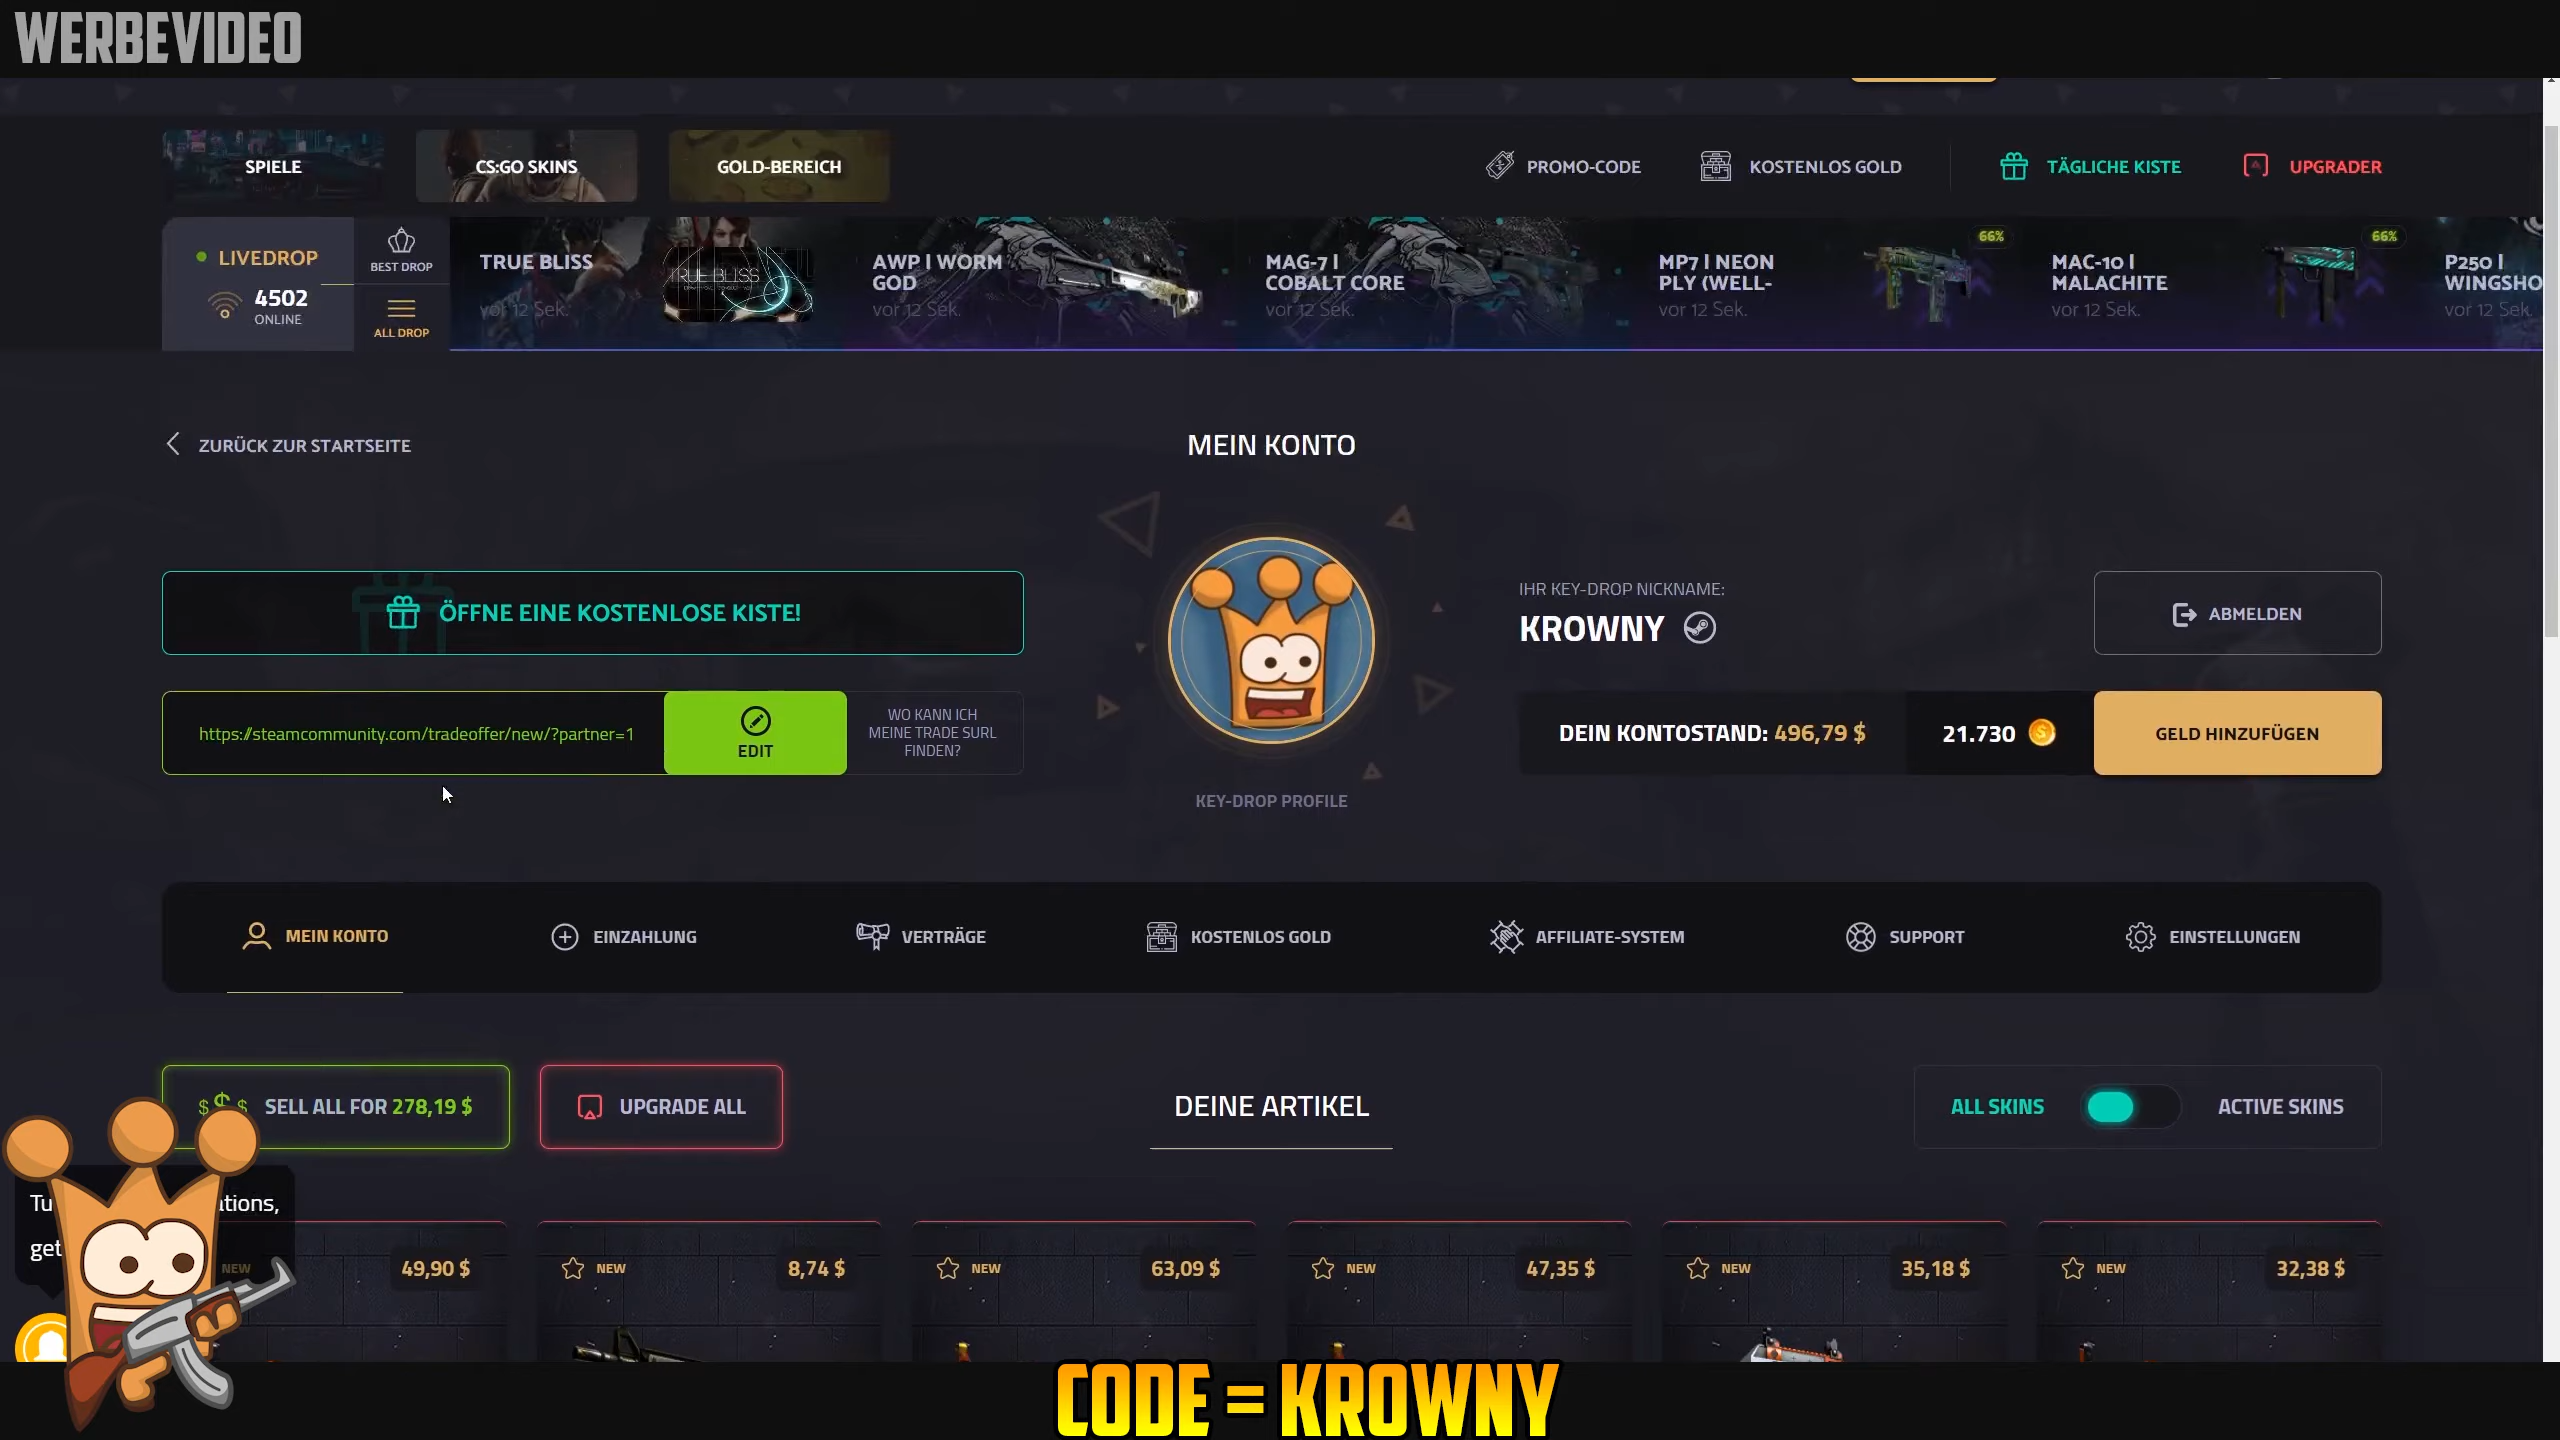 WERBEVIDEO
SPIELE
CS:GO SKINS
GOLD-BEREICH
PROMO-CODE
KOSTENLOS GOLD
TÄGLICHE KISTE
UPGRADER
LIVEDROP
4502
ONLINE
BEST DROP
ALL DROP
TRUE BLISS
vor 12 Sek.
TRUE BLISS
AWP | WORM
GOD
vor 12 Sek.
MAG-7 |
COBALT CORE
vor 12 Sek.
MP7 | NEON
PLY (WELL-
vor 12 Sek.
66%
MAC-10 |
MALACHITE
vor 12 Sek.
66%
P250 |
WINGSHO
vor 12 Sek.
ZURÜCK ZUR STARTSEITE
MEIN KONTO
ÖFFNE EINE KOSTENLOSE KISTE!
https://steamcommunity.com/tradeoffer/new/?partner=1
EDIT
WO KANN ICH
MEINE TRADE SURL
FINDEN?
KEY-DROP PROFILE
IHR KEY-DROP NICKNAME:
KROWNY
ABMELDEN
DEIN KONTOSTAND: 496,79 $
21.730
GELD HINZUFÜGEN
MEIN KONTO
EINZAHLUNG
VERTRÄGE
KOSTENLOS GOLD
AFFILIATE-SYSTEM
SUPPORT
EINSTELLUNGEN
$ $ $ SELL ALL FOR 278,19 $
UPGRADE ALL
DEINE ARTIKEL
ALL SKINS
ACTIVE SKINS
Tu
ations,
get
NEW
49,90 $
NEW
8,74 $
NEW
63,09 $
NEW
47,35 $
NEW
35,18 $
NEW
32,38 $
CODE = KROWNY